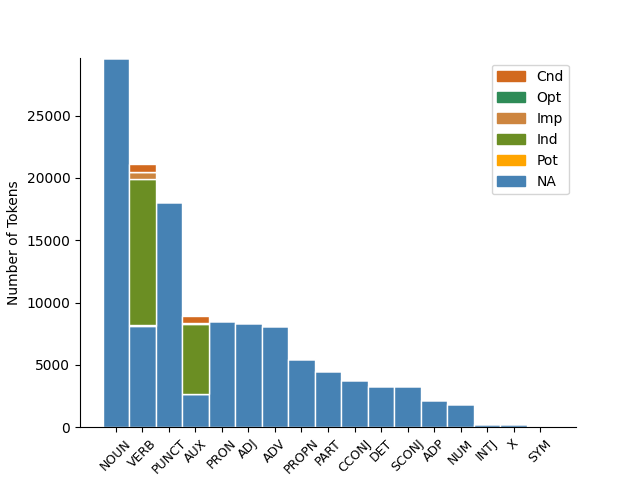 Number of Tokens
25000
20000
15000
10000
5000
0
NOUN
VERB
PUNCT
AUX
PRON
ADJ
ADV
PROPN
PART
CCONJ
DET
SCONJ
ADP
NUM
INTJ
X
SYM
Cnd
Opt
Imp
Ind
Pot
NA